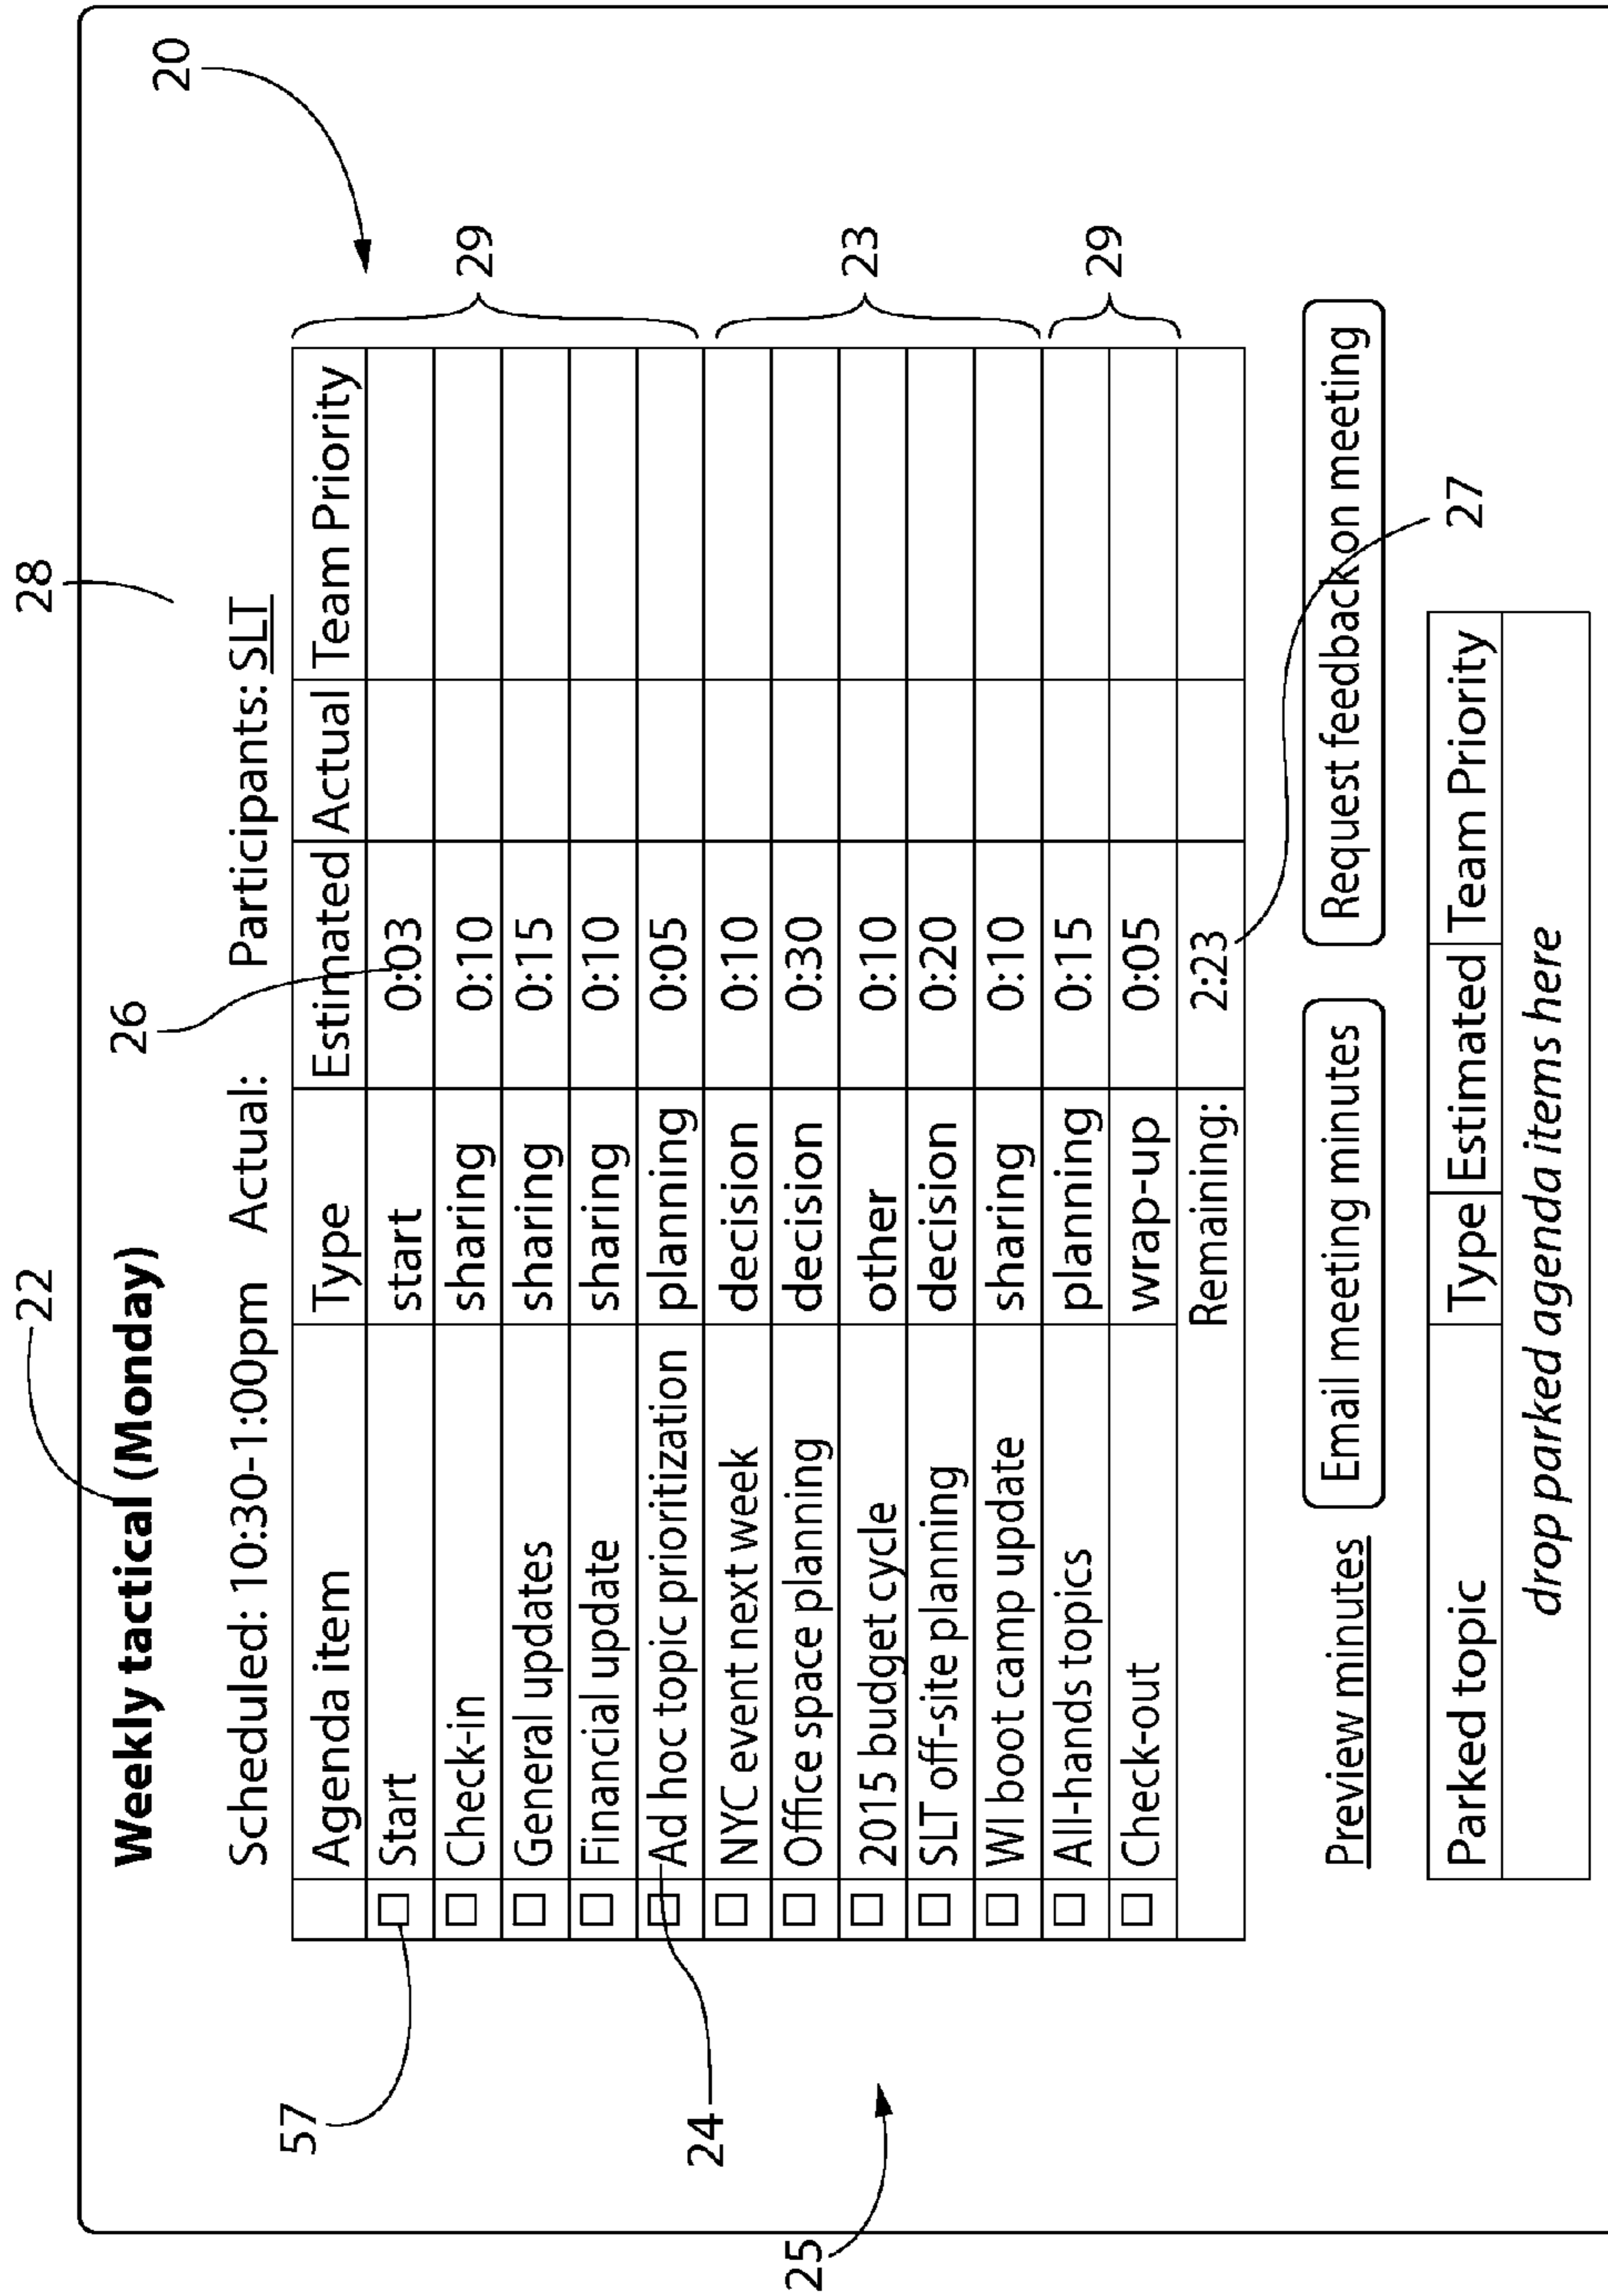 22
28
Weekly tactical (Monday)
26
20
Scheduled: 10:30-1:00pm Actual: Participants: SLT
57
Agenda item Type Estimated Actual Team Priority
Start start 0:03
Check-in sharing 0:10
General updates sharing 0:15
Financial update sharing 0:10
Ad hoc topic prioritization planning 0:05
29
24
NYC event next week decision 0:10
Office space planning decision 0:30
2015 budget cycle other 0:10
SLT off-site planning decision 0:20
WI boot camp update sharing 0:10
23
25
All-hands topics planning 0:15
Check-out wrap-up 0:05
29
Remaining: 2:23
Preview minutes Email meeting minutes Request feedback on meeting
27
Parked topic Type Estimated Team Priority
drop parked agenda items here